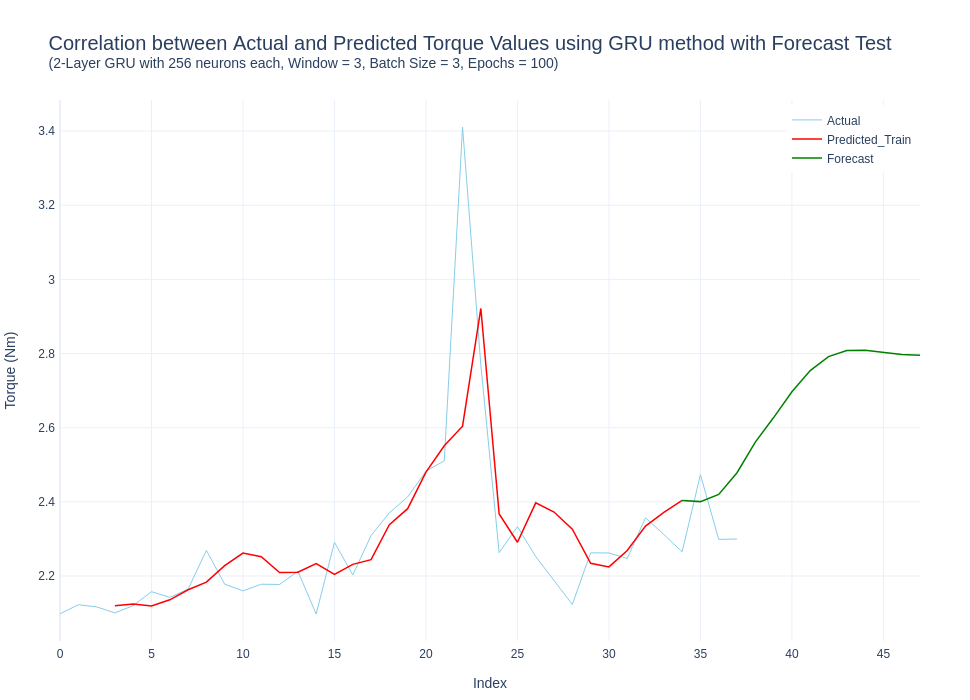 Correlation between Actual and Predicted Torque Values using GRU method with Forecast Test
(2-Layer GRU with 256 neurons each, Window = 3, Batch Size = 3, Epochs = 100)
Actual
Predicted_Train
Forecast
3.4
3.2
3
2.8
2.6
2.4
2.2
Torque (Nm)
0 5 10 15 20 25 30 35 40 45
Index